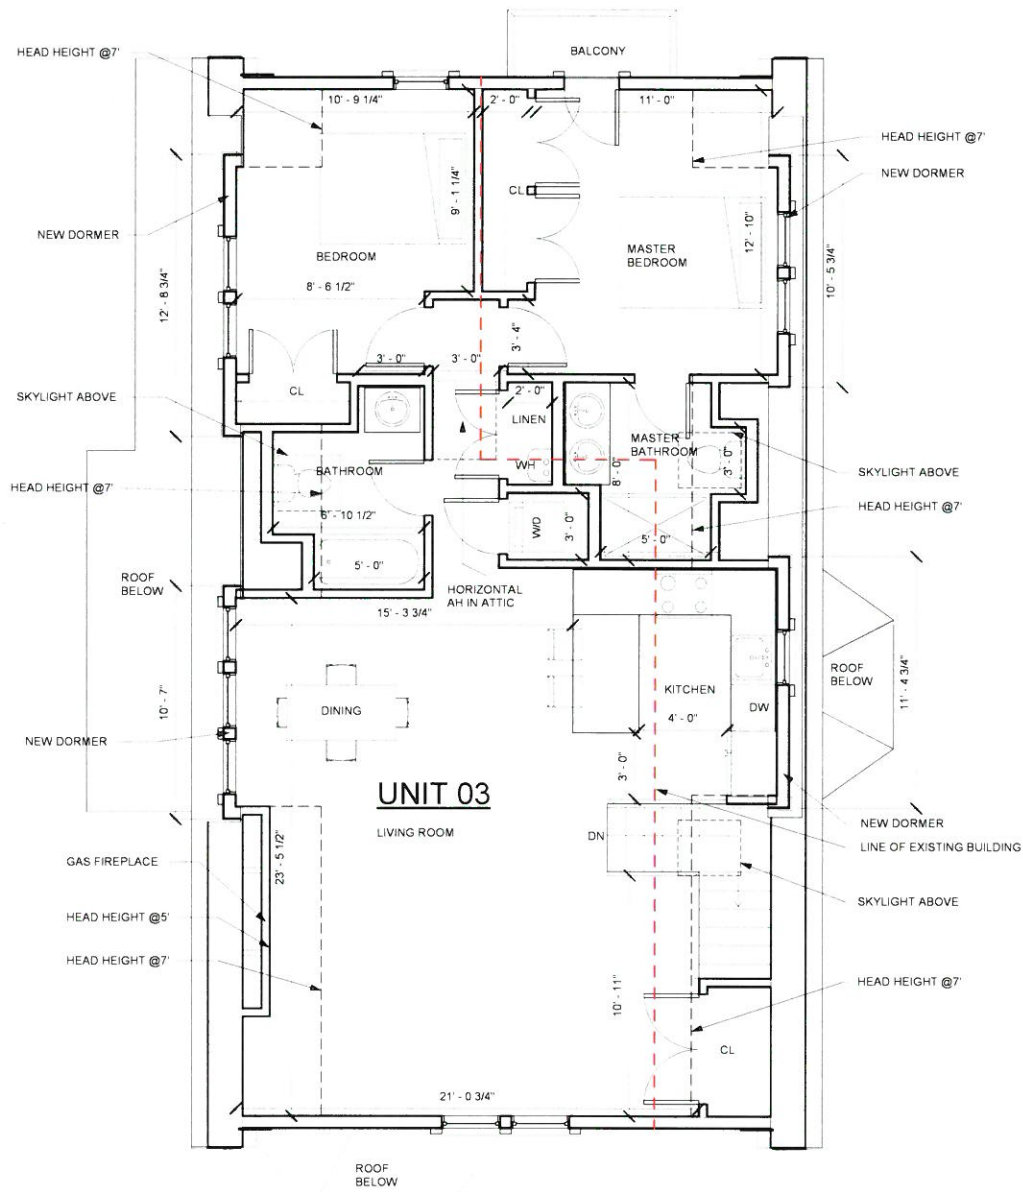 BALCONY
HEAD HEIGHT @7'
10' - 9 1/4"
2' - 0"
11' - 0"
HEAD HEIGHT @7'
NEW DORMER
CL
9' - 1 1/4"
12' - 10"
NEW DORMER
BEDROOM
MASTER
BEDROOM
12' - 8 3/4"
8' - 6 1/2"
10' - 5 3/4"
3' - 4"
3' - 0"
3' - 0"
CL
2' - 0"
SKYLIGHT ABOVE
LINEN
MASTER
BATHROOM
BATHROOM
WH
8' - 0"
3' - 0"
SKYLIGHT ABOVE
HEAD HEIGHT @7'
HEAD HEIGHT @7'
6' - 10 1/2"
W/D
3' - 0"
5' - 0"
5' - 0"
ROOF
BELOW
HORIZONTAL
AH IN ATTIC
15' - 3 3/4"
ROOF
BELOW
11' - 4 3/4"
KITCHEN
4' - 0"
DW
10' - 7"
DINING
NEW DORMER
3' - 0"
3'
UNIT 03
LIVING ROOM
DN
NEW DORMER
LINE OF EXISTING BUILDING
23' - 5 1/2"
GAS FIREPLACE
SKYLIGHT ABOVE
HEAD HEIGHT @5'
HEAD HEIGHT @7'
10' - 11"
HEAD HEIGHT @7'
CL
21' - 0 3/4"
ROOF
BELOW